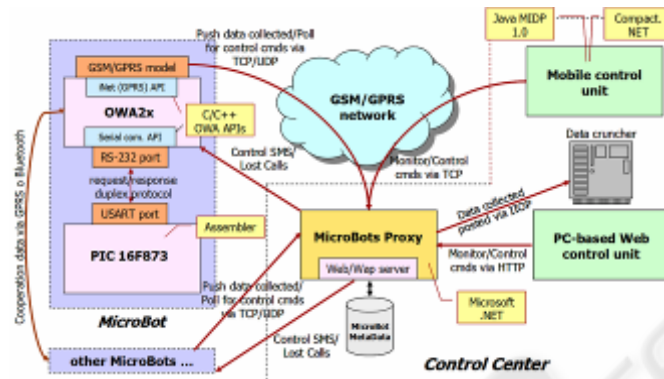 Push data collected/Poll
for control cmds via
TCP/UDP
Java MIDP
1.0
Compact.
.NET
GSM/GPRS model
iNet (GPRS) API
OWA2x
Serial com. API
RS-232 port
C/C++
OWA APIs
GSM/GPRS
network
Mobile control
unit
Control SMS/
Lost Calls
Monitor/Control
cmds via TCP
Data cruncher
request/response
duplex protocol
USART port
PIC 16F873
Assembler
Cooperation data via GPRS o Bluetooth
MicroBots Proxy
Web/Wap server
Data collected
posted via
PC-based Web
control unit
Monitor/Control
cmds via HTTP
Microsoft
.NET
MicroBot
Push data collected/
Poll for control cmds
via TCP/UDP
MicroBot
MetaData
other MicroBots ...
Control SMS/
Lost Calls
Control Center